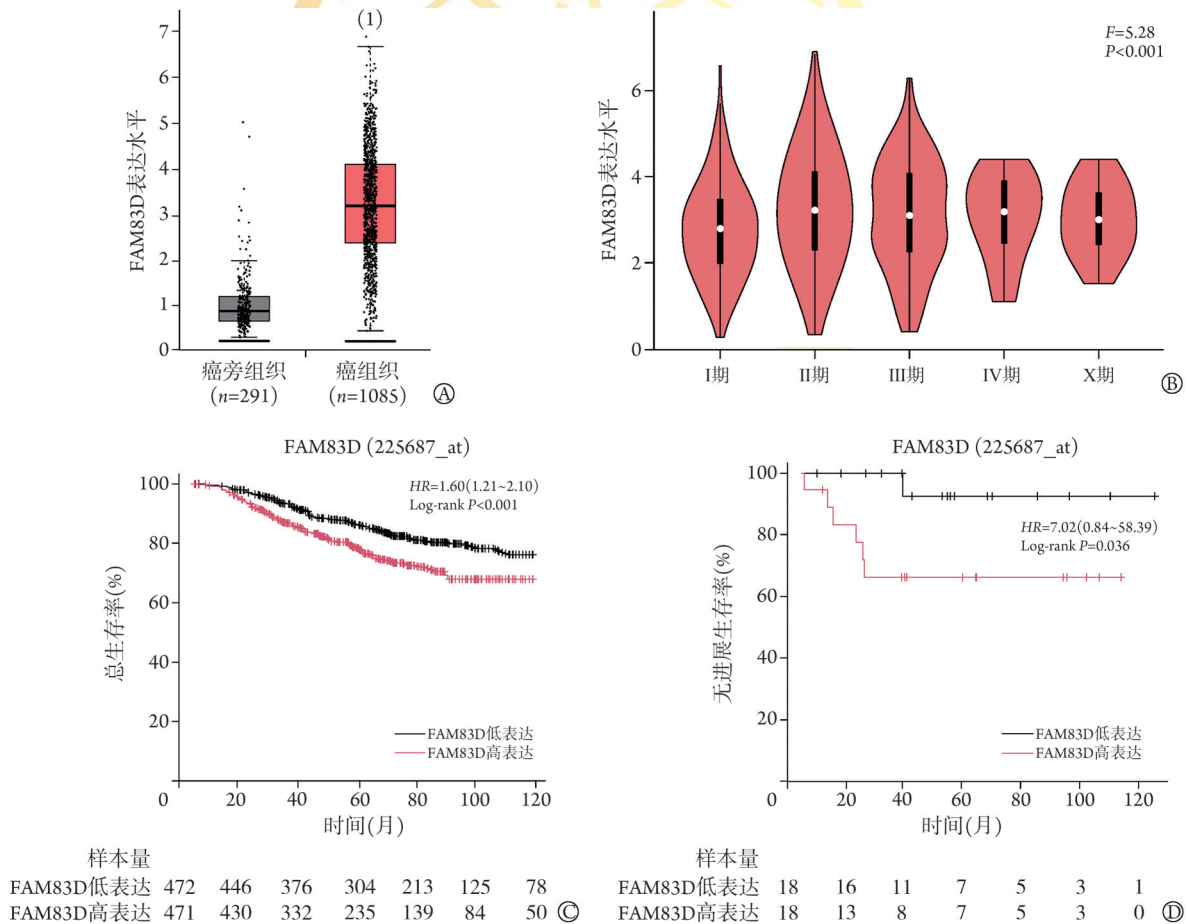 (1)
7
6
5
4
3
2
1
0
FAM83D表达水平
癌旁组织
(n=291)
癌组织
(n=1085)
A
F=5.28
P<0.001
6
4
2
0
FAM83D表达水平
I期
II期
III期
IV期
X期
B
FAM83D (225687_at)
HR=1.60(1.21~2.10)
Log-rank P<0.001
100
80
60
40
20
总生存率(%)
FAM83D低表达
FAM83D高表达
0 20 40 60 80 100 120
时间(月)
样本量
FAM83D低表达 472 446 376 304 213 125 78
FAM83D高表达 471 430 332 235 139 84 50 C
FAM83D (225687_at)
HR=7.02(0.84~58.39)
Log-rank P=0.036
100
80
60
40
20
无进展生存率(%)
FAM83D低表达
FAM83D高表达
0 20 40 60 80 100 120
时间(月)
样本量
FAM83D低表达 18 16 11 7 5 3 1
FAM83D高表达 18 13 8 7 5 3 0 D